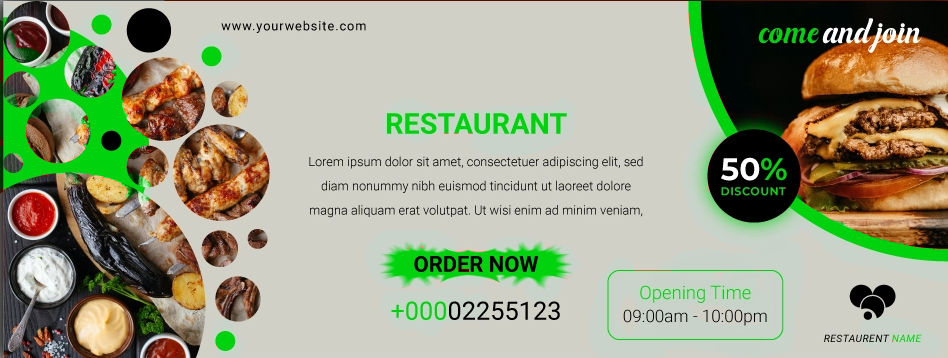 www.yourwebsite.com
come and join
RESTAURANT
Lorem ipsum dolor sit amet, consectetuer adipiscing elit, sed
diam nonummy nibh euismod tincidunt ut laoreet dolore
magna aliquam erat volutpat. Ut wisi enim ad minim veniam,
50%
DISCOUNT
ORDER NOW
+00002255123
Opening Time
09:00am - 10:00pm
RESTAURENT NAME